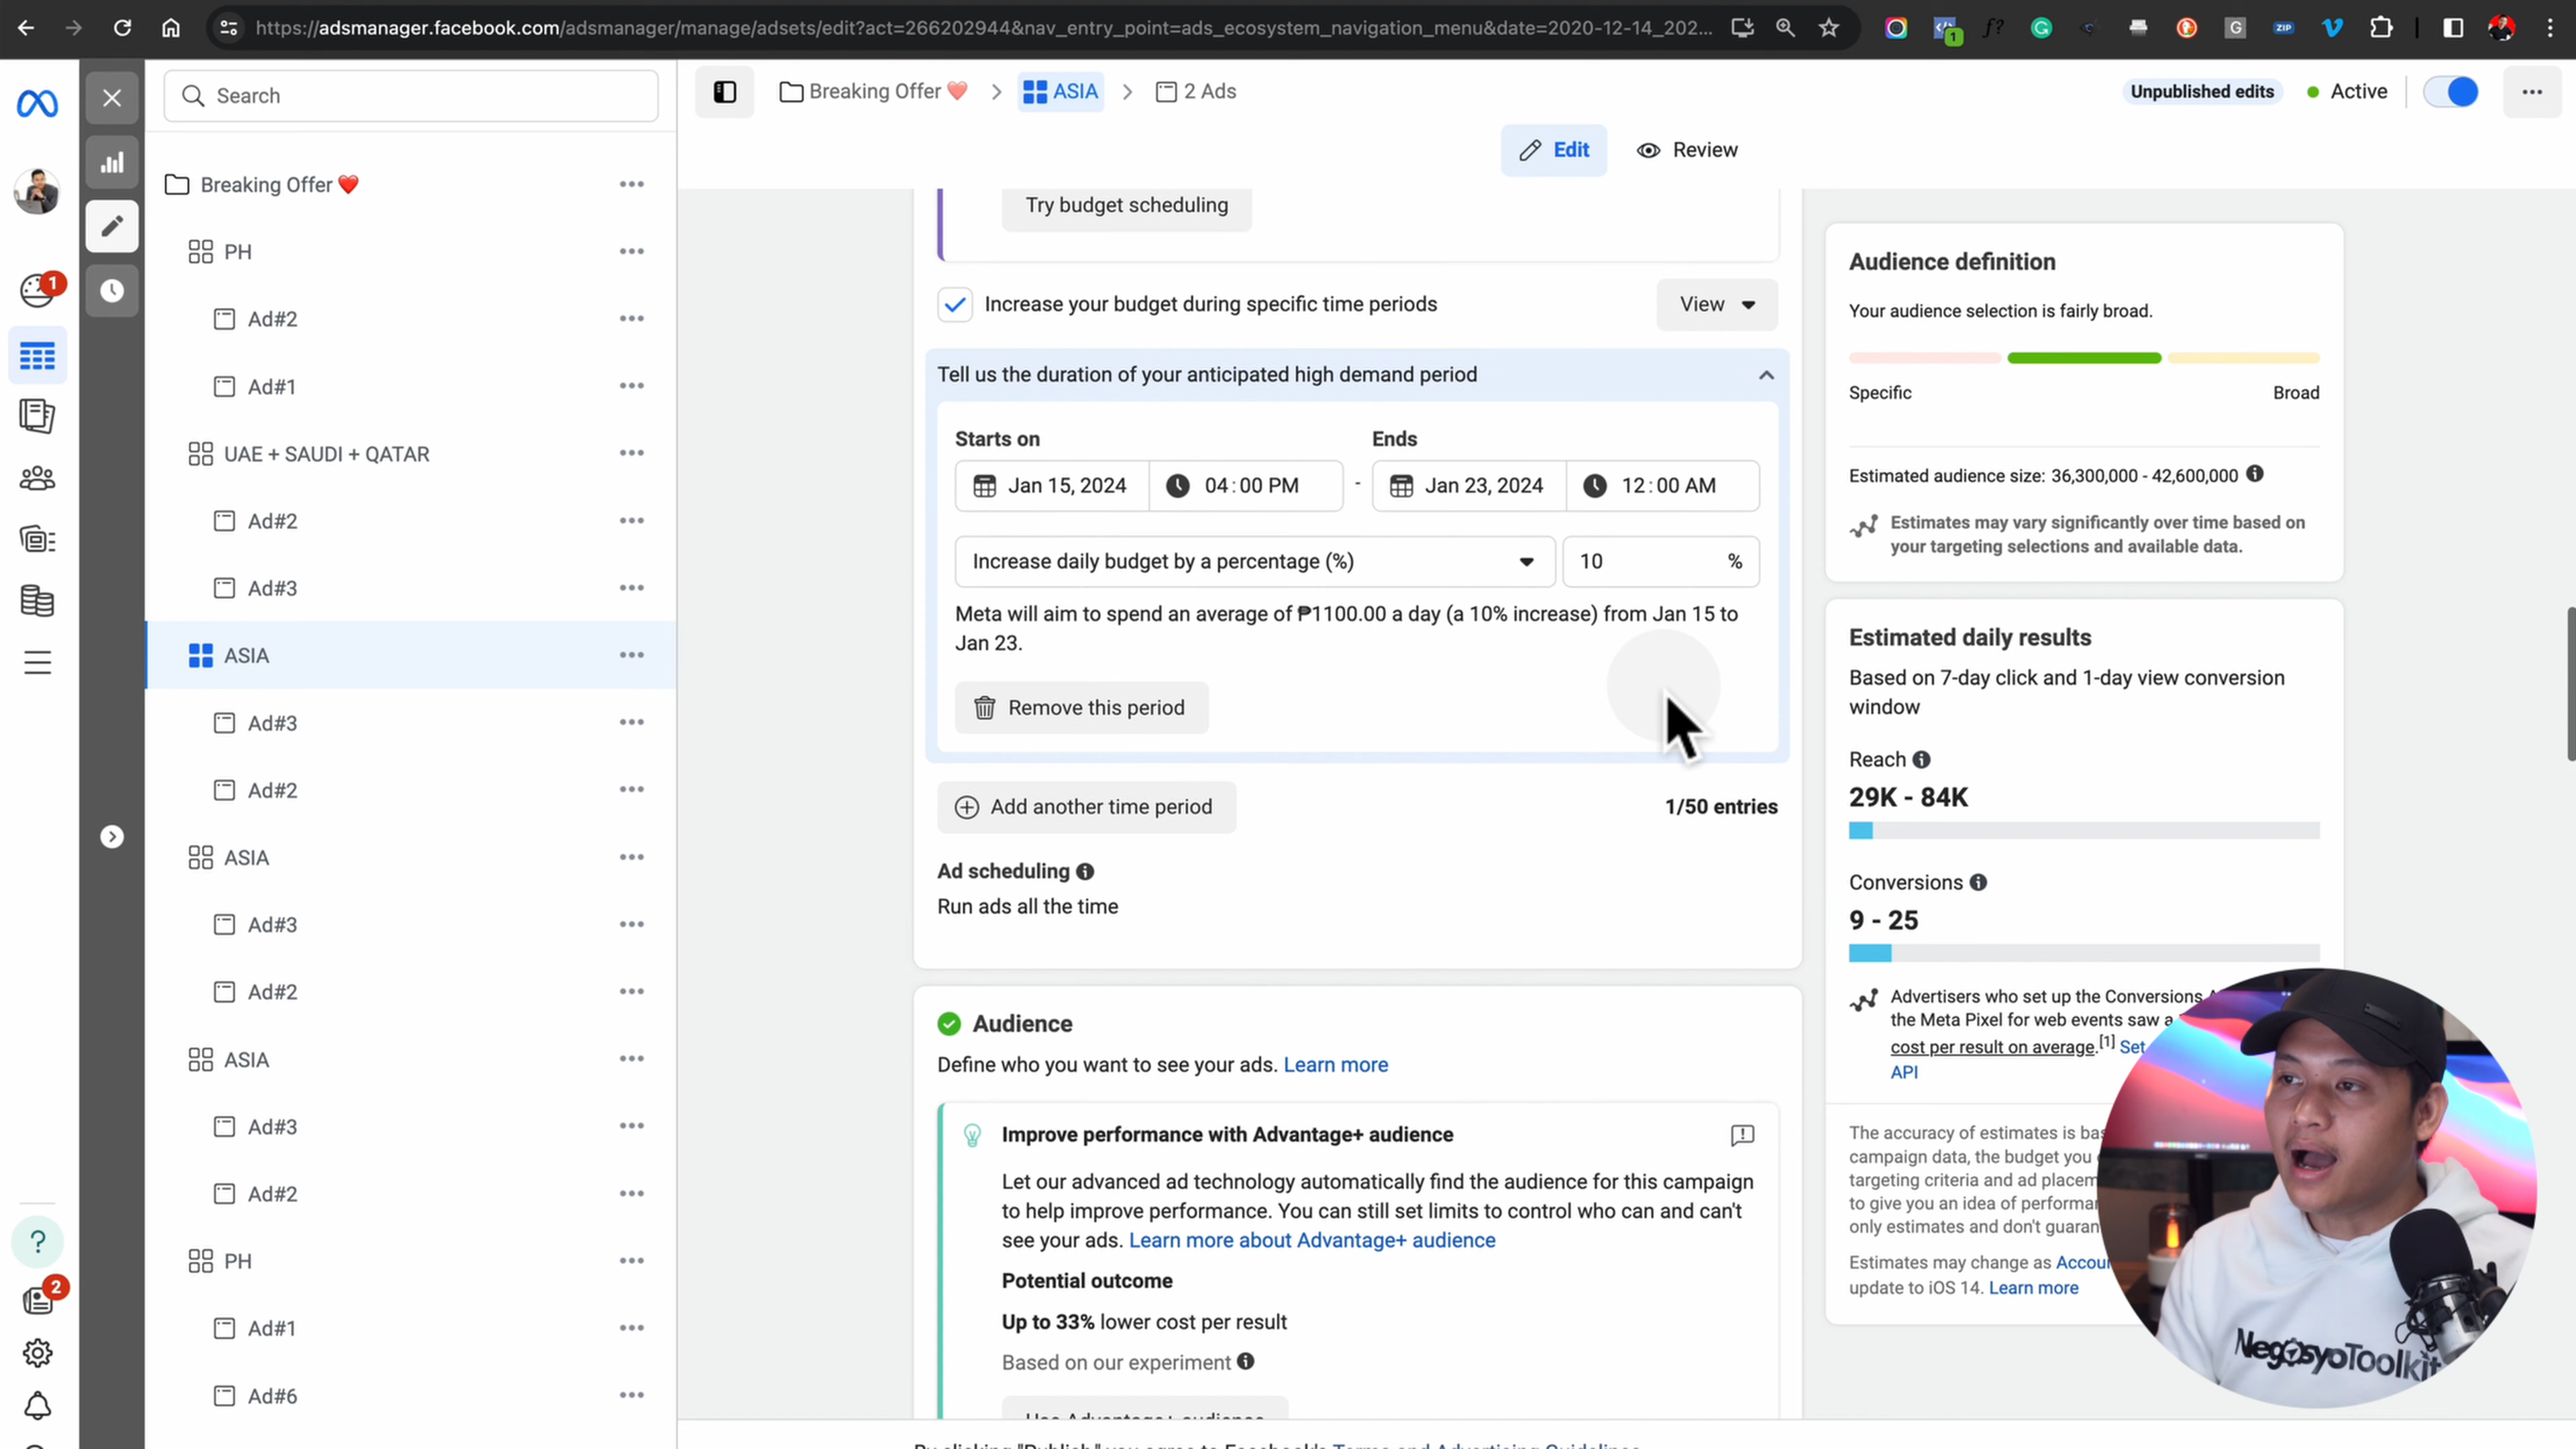 https://adsmanager.facebook.com/adsmanager/manage/adsets/edit?act=266202944&nav_entry_point=ads_ecosystem_navigation_menu&date=2020-12-14_202...
Search
Breaking Offer ❤️
PH
Ad#2
Ad#1
UAE + SAUDI + QATAR
Ad#2
Ad#3
ASIA
Ad#3
Ad#2
ASIA
Ad#3
Ad#2
ASIA
Ad#3
Ad#2
PH
Ad#1
Ad#6
1
2
Breaking Offer ❤️ > ASIA > 2 Ads
Unpublished edits
Active
Edit
Review
Try budget scheduling
Increase your budget during specific time periods
View
Tell us the duration of your anticipated high demand period
Starts on
Ends
Jan 15, 2024
04:00 PM
-
Jan 23, 2024
12:00 AM
Increase daily budget by a percentage (%)
10 %
Meta will aim to spend an average of ₱1100.00 a day (a 10% increase) from Jan 15 to
Jan 23.
Remove this period
Add another time period
1/50 entries
Ad scheduling
Run ads all the time
Audience
Define who you want to see your ads. Learn more
Improve performance with Advantage+ audience
Let our advanced ad technology automatically find the audience for this campaign
to help improve performance. You can still set limits to control who can and can't
see your ads. Learn more about Advantage+ audience
Potential outcome
Up to 33% lower cost per result
Based on our experiment
Audience definition
Your audience selection is fairly broad.
Specific
Broad
Estimated audience size: 36,300,000 - 42,600,000
Estimates may vary significantly over time based on
your targeting selections and available data.
Estimated daily results
Based on 7-day click and 1-day view conversion
window
Reach
29K - 84K
Conversions
9 - 25
Advertisers who set up the Conversions
the Meta Pixel for web events saw a
cost per result on average.[1] Set
API
The accuracy of estimates is
campaign data, the budget you
targeting criteria and ad
to give you an idea of
only estimates and don't
Estimates may change as
update to iOS 14. Learn more
NegosyoToolkit